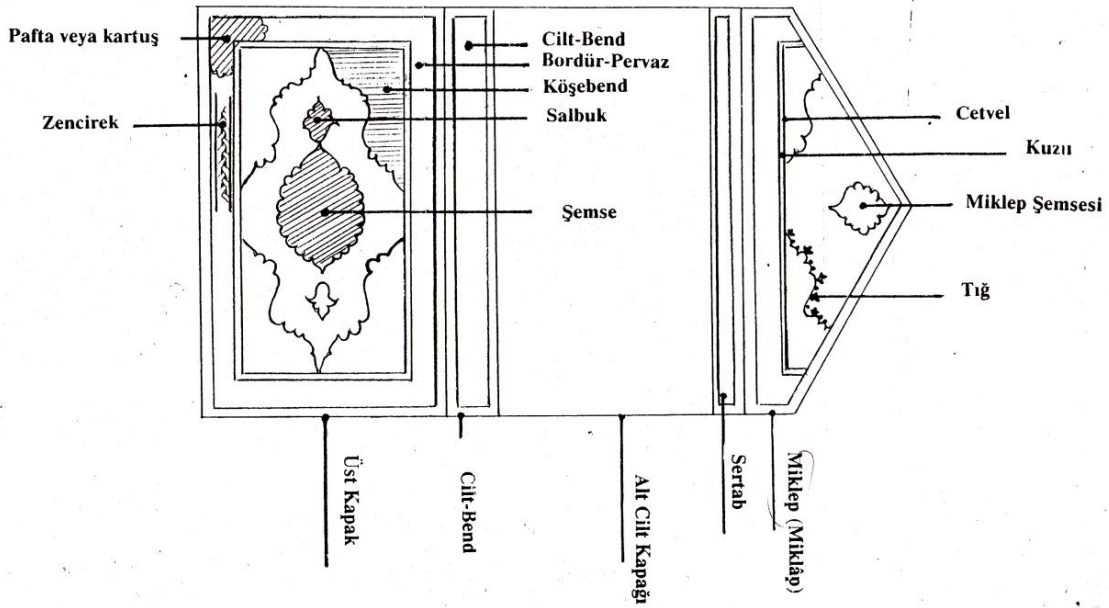 Pafta veya kartuş
Zencirek
Cilt-Bend
Bordür-Pervaz
Köşebend
Salbuk
Şemse
Cetvel
Kuzu
Miklep Şemsesi
Tığ
Üst Kapak
Cilt-Bend
Alt Cilt Kapağı
Sertab
Miklep (Miklâp)